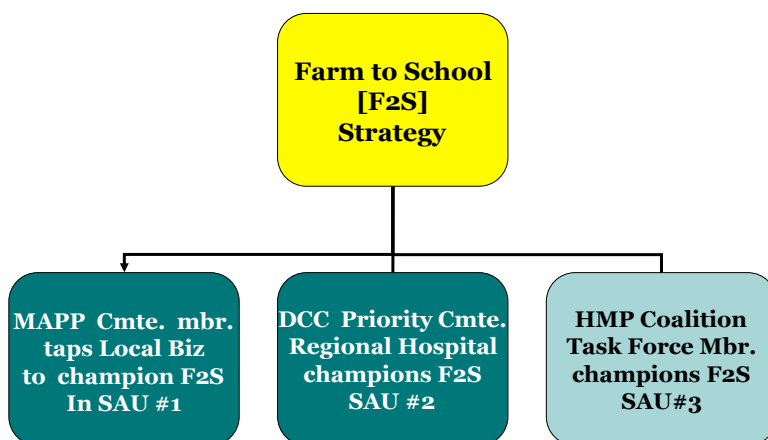 Farm to School
[F2S]
Strategy
MAPP Cmte. mbr.
taps Local Biz
to champion F2S
In SAU #1
DCC Priority Cmte.
Regional Hospital
champions F2S
SAU #2
HMP Coalition
Task Force Mbr.
champions F2S
SAU#3